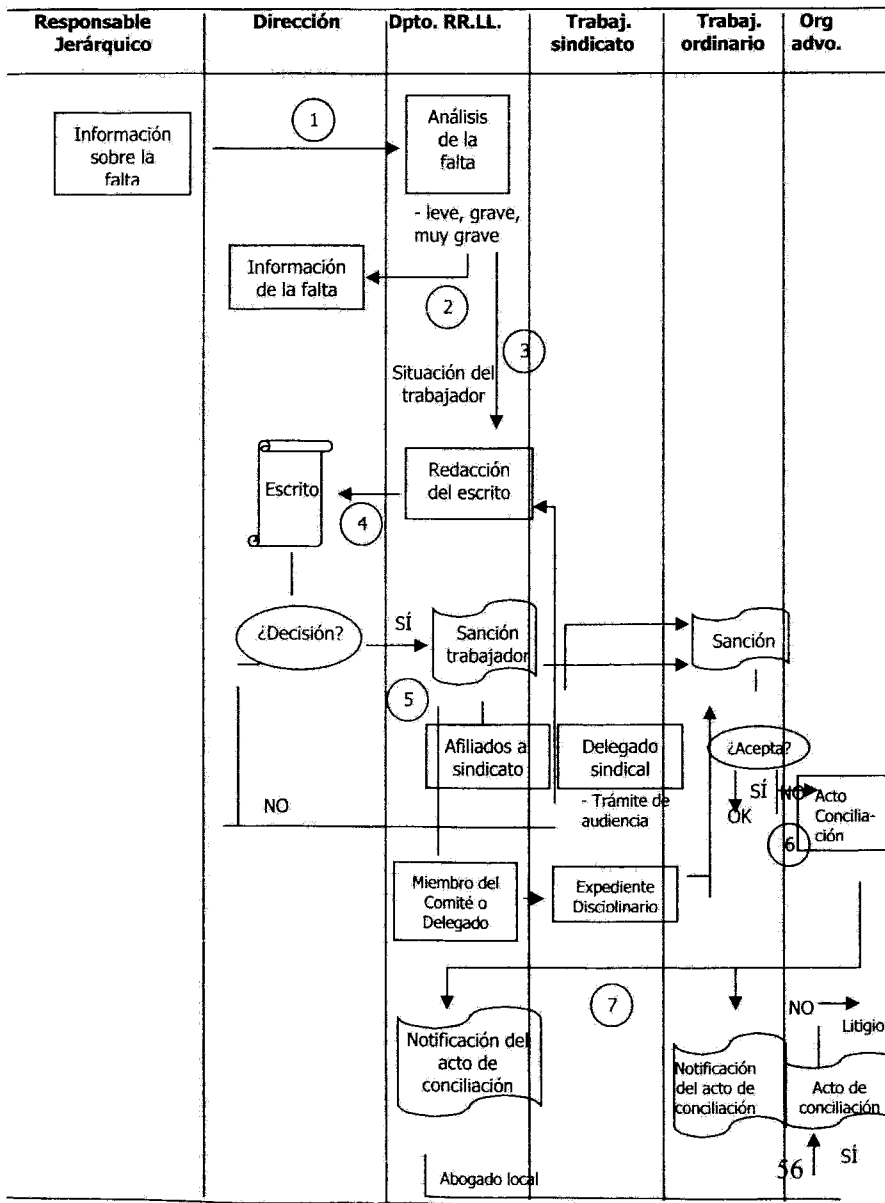 Responsable
Jerárquico
Dirección
Dpto. RR.LL.
Trabaj.
sindicato
Trabaj.
ordinario
Org
advo.
Información
sobre la
falta
1
Análisis
de la
falta
- leve, grave,
muy grave
Información
de la falta
2
3
Situación del
trabajador
Escrito
4
Redacción
del escrito
¿Decisión?
SÍ
Sanción
trabajador
Sanción
5
Afiliados a
sindicato
Delegado
sindical
¿Acepta?
- Trámite de
audiencia
NO
SÍ
OK
NO
Acto
Concilia-
ción
6
Miembro del
Comité o
Delegado
Expediente
Disciplinario
7
NO
Litigio
Notificación del
acto de
conciliación
Notificación
del acto de
conciliación
Acto de
conciliación
SÍ
56
Abogado local